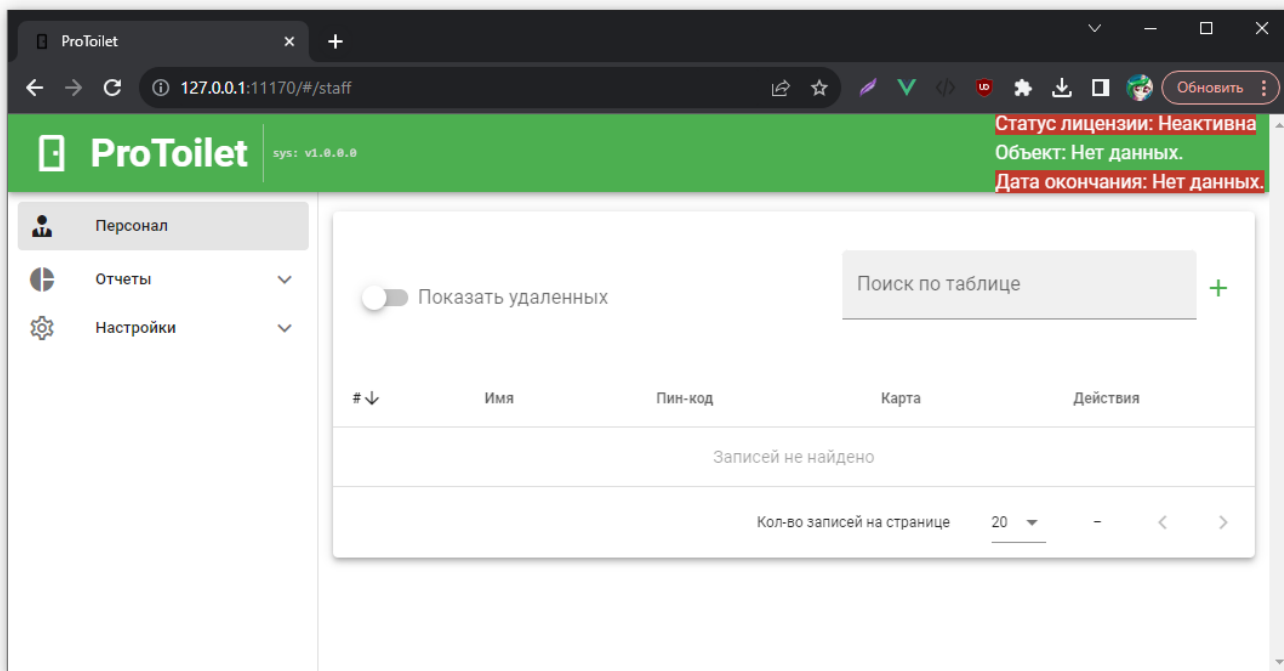 ProToilet
127.0.0.1:11170/#/staff
Обновить
ProToilet
sys: v1.0.0.0
Статус лицензии: Неактивна
Объект: Нет данных.
Дата окончания: Нет данных.
Персонал
Отчеты
Настройки
Показать удаленных
Поиск по таблице
# Имя Пин-код Карта Действия
Записей не найдено
Кол-во записей на странице 20 –